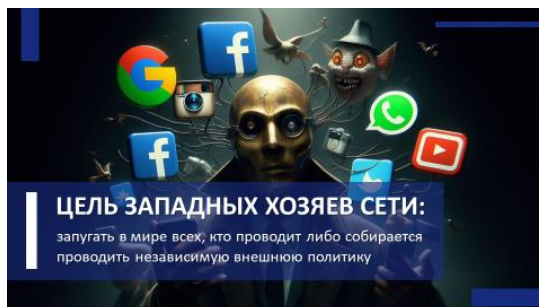 ЦЕЛЬ ЗАПАДНЫХ ХОЗЯЕВ СЕТИ:
запугать в мире всех, кто проводит либо собирается
проводить независимую внешнюю политику